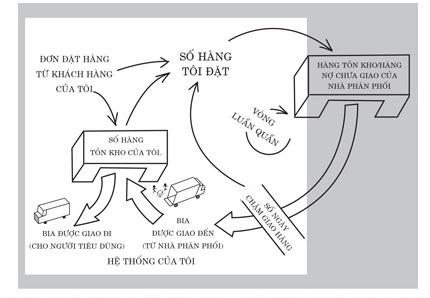 ĐƠN ĐẶT HÀNG
TỪ KHÁCH HÀNG
CỦA TÔI
SỐ HÀNG
TÔI ĐẶT
HÀNG TỒN KHO/HÀNG
NỢ CHƯA GIAO CỦA
NHÀ PHÂN PHỐI
VÒNG
LUẨN QUẨN
SỐ HÀNG
TỒN KHO CỦA TÔI.
SỐ NGÀY
CHẬM GIAO HÀNG
BIA ĐƯỢC GIAO ĐI
(CHO NGƯỜI TIÊU DÙNG)
BIA
ĐƯỢC GIAO ĐẾN
(TỪ NHÀ PHÂN PHỐI)
HỆ THỐNG CỦA TÔI